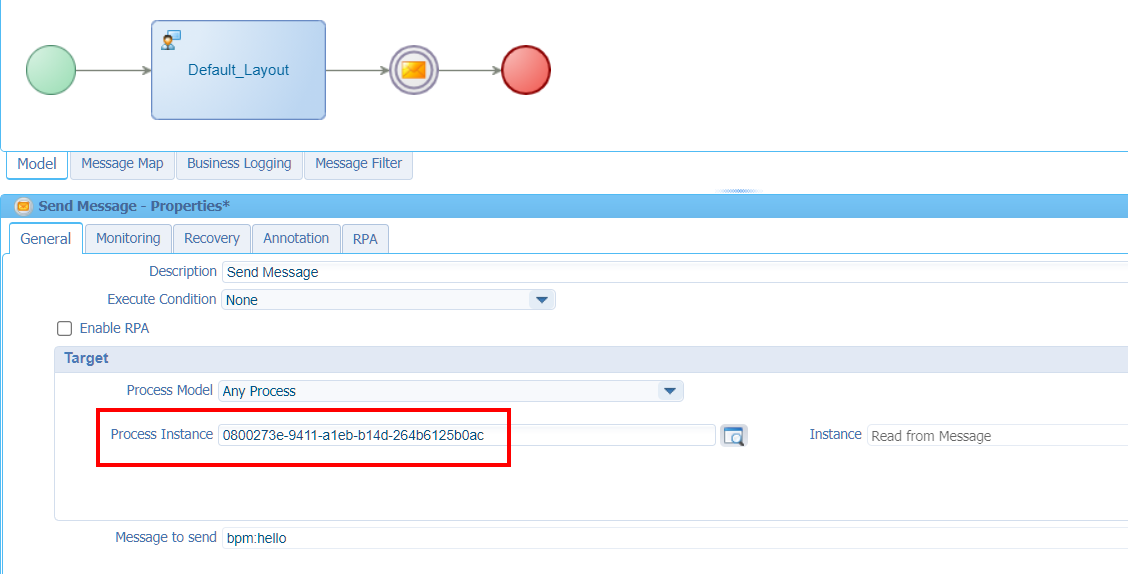 Default_Layout
Model Message Map Business Logging Message Filter
Send Message - Properties*
General Monitoring Recovery Annotation RPA
Description Send Message
Execute Condition None
Enable RPA
Target
Process Model Any Process
Process Instance 0800273e-9411-a1eb-b14d-264b6125b0ac Instance Read from Message
Message to send bpm:hello